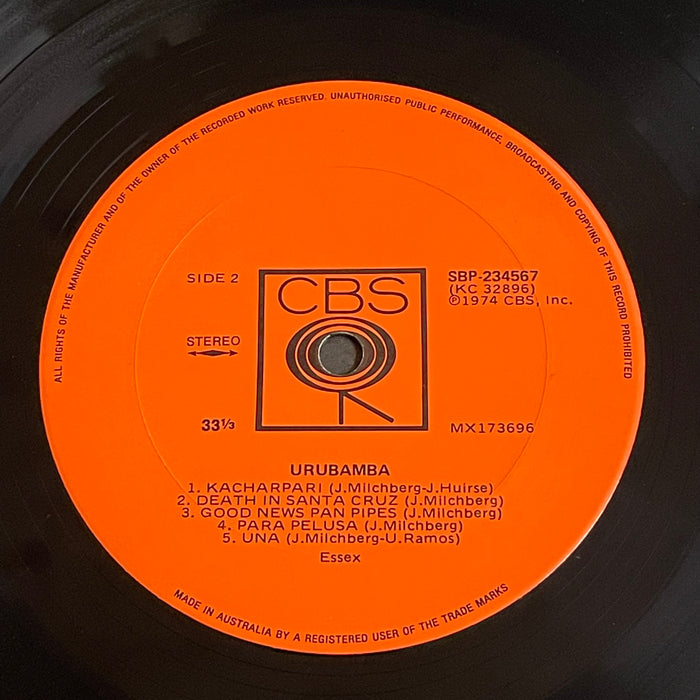 ALL RIGHTS OF THE MANUFACTURER AND OF THE OWNER OF THE RECORDED WORK RESERVED. UNAUTHORISED PUBLIC PERFORMANCE, BROADCASTING AND COPYING OF THIS RECORD PROHIBITED
SIDE 2
CBS
SBP-234567
(KC 32896)
℗1974 CBS, Inc.
STEREO
33⅓
MX173696
URUBAMBA
1. KACHARPARI (J.Milchberg-J.Huirse)
2. DEATH IN SANTA CRUZ (J.Milchberg)
3. GOOD NEWS PAN PIPES (J.Milchberg)
4. PARA PELUSA (J.Milchberg)
5. UNA (J.Milchberg-U.Ramos)
Essex
MADE IN AUSTRALIA BY A REGISTERED USER OF THE TRADE MARKS